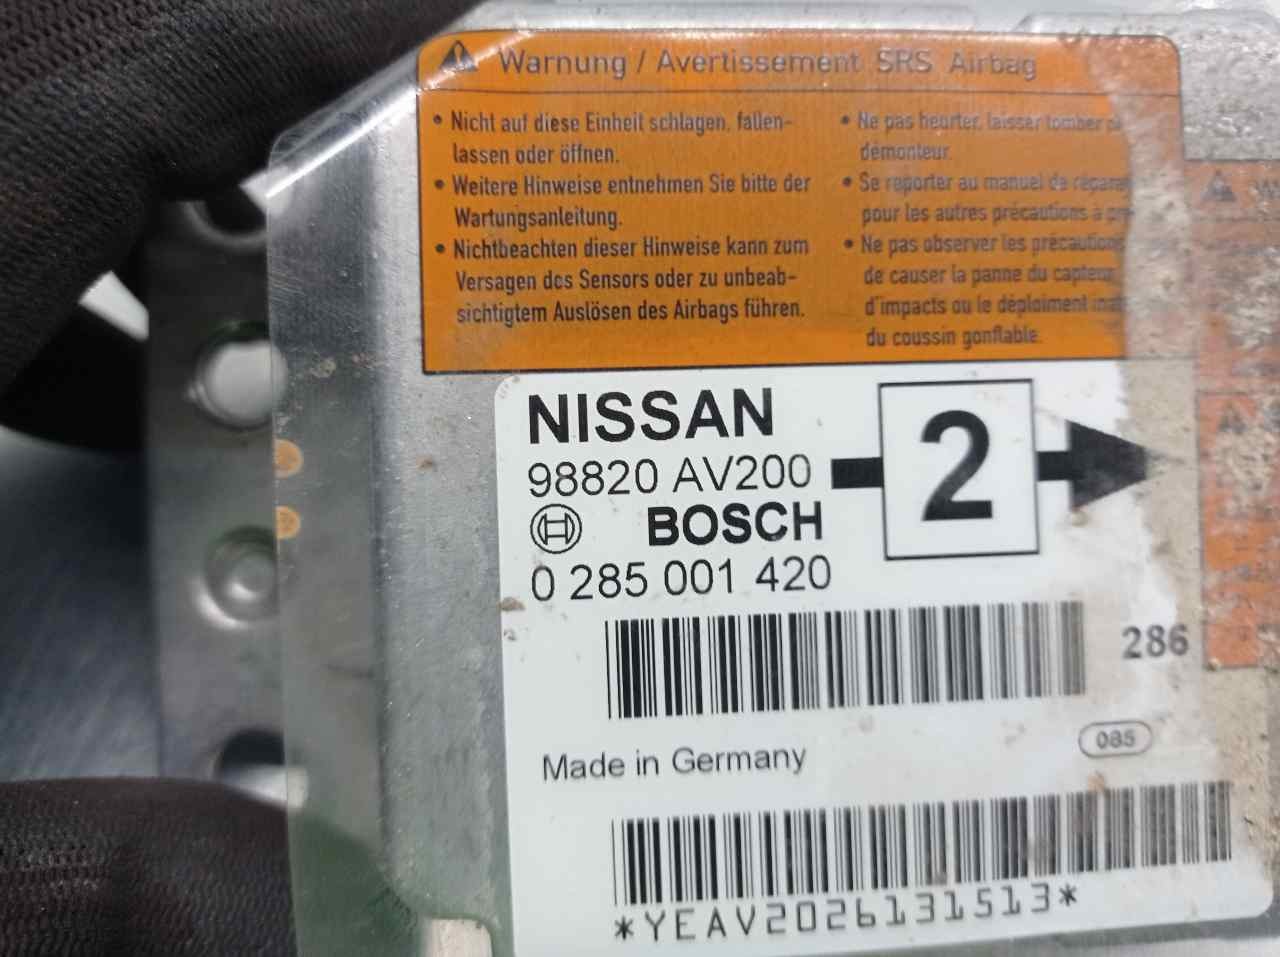 Warnung / Avertissement SRS Airbag
• Nicht auf diese Einheit schlagen, fallen-
lassen oder öffnen.
• Weitere Hinweise entnehmen Sie bitte der
Wartungsanleitung.
• Nichtbeachten dieser Hinweise kann zum
Versagen des Sensors oder zu unbeab-
sichtigtem Auslösen des Airbags führen.
• Ne pas heurter, laisser tomber
démonteur.
• Se reporter au manuel de
pour les autres précautions à
• Ne pas observer les précautions
de causer la panne du capteur
d'impacts ou le déploiment
du coussin gonflable.
NISSAN
98820 AV200
2
BOSCH
0 285 001 420
286
Made in Germany
085
*YEAV2026131513*